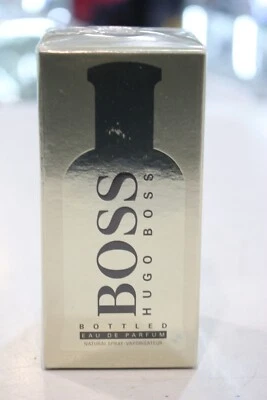 BOSS
HUGO BOSS
BOTTLED
EAU DE PARFUM
NATURAL SPRAY VAPORISATEUR